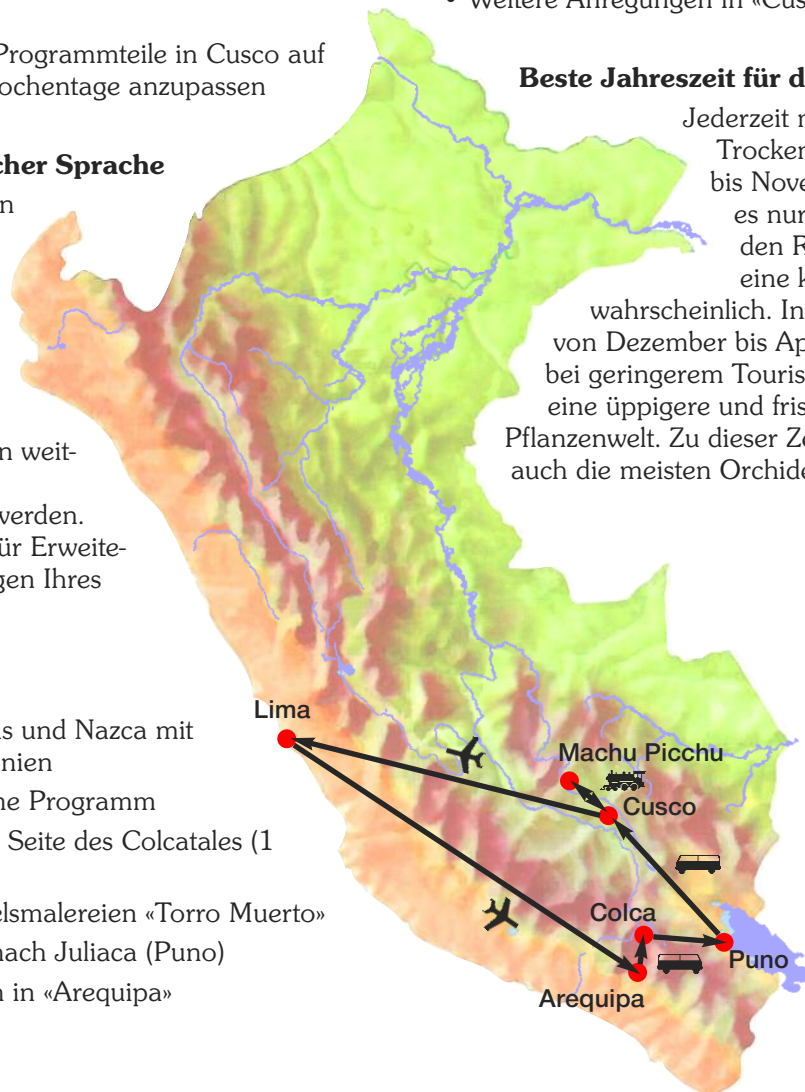 Programmteile in Cusco auf
ochentage anzupassen
cher Sprache
n
n weit-
werden.
ür Erweite-
gen Ihres
s und Nazca mit
nien
ne Programm
Seite des Colcatales (1
elsmalereien «Torro Muerto»
nach Juliaca (Puno)
n in «Arequipa»
• Weitere Anregungen in «Cus
Beste Jahreszeit für d
Jederzeit m
Trocken
bis Novem
es nur
den R
eine k
wahrscheinlich. In
von Dezember bis Ap
bei geringerem Touris
eine üppigere und fris
Pflanzenwelt. Zu dieser Ze
auch die meisten Orchide
Lima
Machu Picchu
Cusco
Colca
Puno
Arequipa